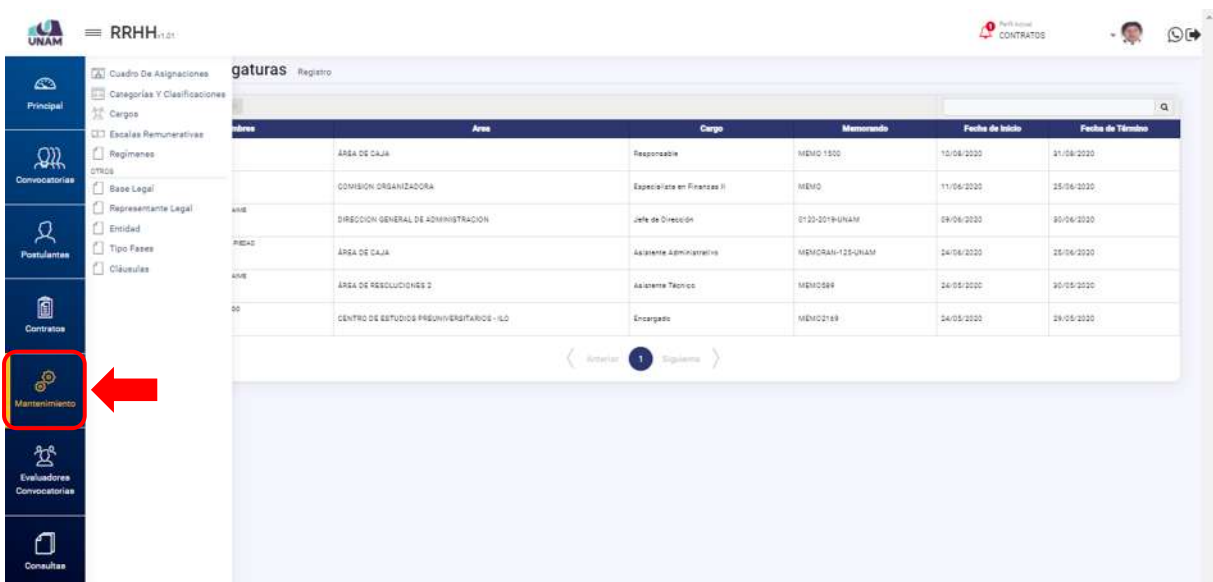 UNAM
RRHH v1.01
0
Perfil Actual
CONTRATOS
Principal
Convocatorias
Postulantes
Contratos
Mantenimiento
Evaluadores
Convocatorias
Consultas
Cuadro De Asignaciones
Categorías Y Clasificaciones
Cargos
Escalas Remunerativas
Regimenes
OTROS
Base Legal
Representante Legal
Entidad
Tipo Fases
Cláusulas
gaturas Registro
mbres Area Cargo Memorando Fecha de Inicio Fecha de Término
ÁREA DE CAJA Responsable MEMO 1500 10/08/2020 31/08/2020
COMISION ORGANIZADORA Especialista en Finanzas II MEMO 11/06/2020 25/06/2020
DIRECCION GENERAL DE ADMINISTRACION Jefe de Dirección 0120-2019-UNAM 09/06/2020 30/06/2020
ÁREA DE CAJA Asistente Administrativo MEMORAN-125-UNAM 24/06/2020 25/06/2020
ÁREA DE RESOLUCIONES 2 Asistente Técnico MEMO589 24/05/2020 30/05/2020
CENTRO DE ESTUDIOS PREUNIVERSITARIOS - ILO Encargado MEMO2169 24/05/2020 29/05/2020
Anterior 1 Siguiente